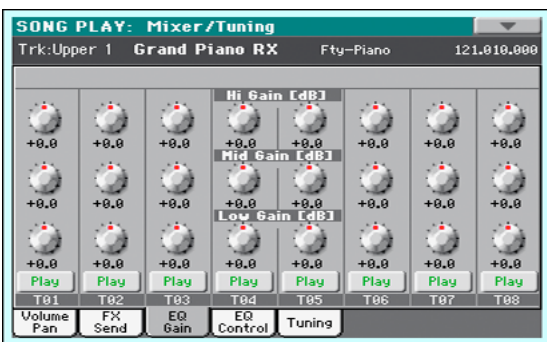 SONG PLAY: Mixer/Tuning
Trk:Upper 1 Grand Piano RX Fty-Piano 121.010.000
Hi Gain [dB]
+0.0 +0.0 +0.0 +0.0 +0.0 +0.0 +0.0 +0.0
Mid Gain [dB]
+0.0 +0.0 +0.0 +0.0 +0.0 +0.0 +0.0 +0.0
Low Gain [dB]
+0.0 +0.0 +0.0 +0.0 +0.0 +0.0 +0.0 +0.0
Play Play Play Play Play Play Play Play
T01 T02 T03 T04 T05 T06 T07 T08
Volume FX EQ EQ Tuning
Pan Send Gain Control